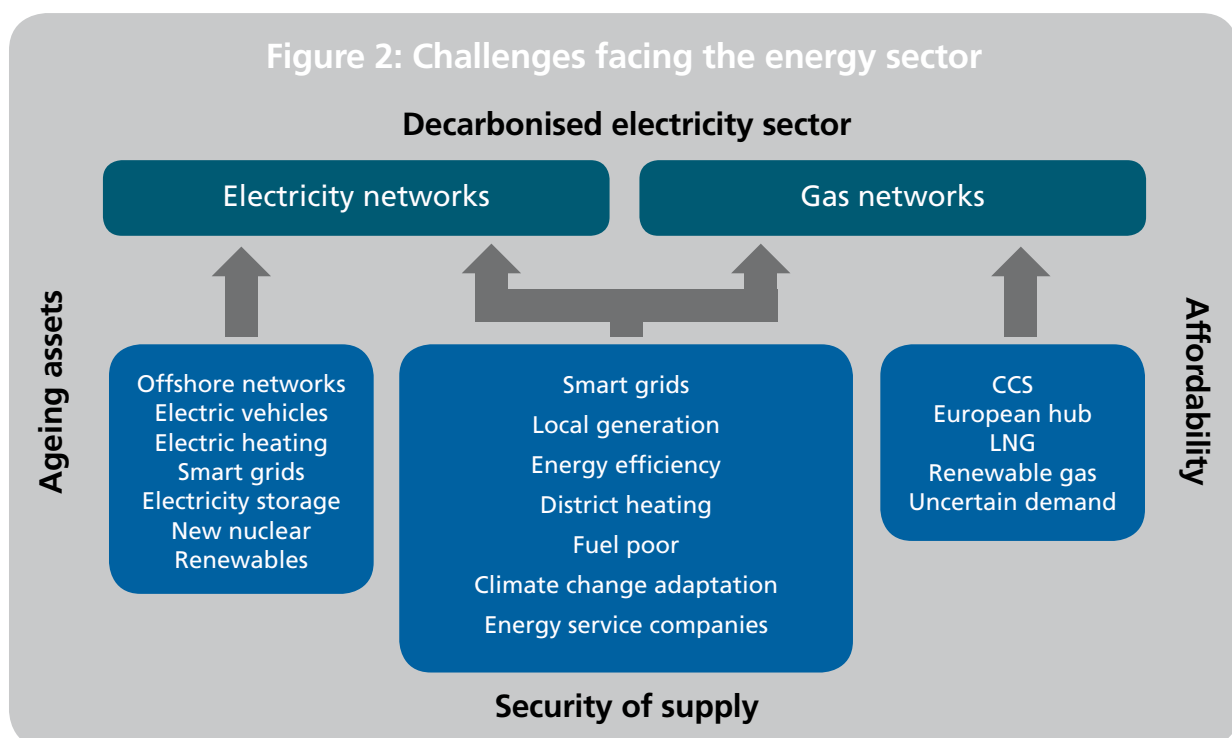 Figure 2: Challenges facing the energy sector
Decarbonised electricity sector
Electricity networks
Gas networks
Ageing assets
Offshore networks
Electric vehicles
Electric heating
Smart grids
Electricity storage
New nuclear
Renewables
Smart grids
Local generation
Energy efficiency
District heating
Fuel poor
Climate change adaptation
Energy service companies
CCS
European hub
LNG
Renewable gas
Uncertain demand
Affordability
Security of supply